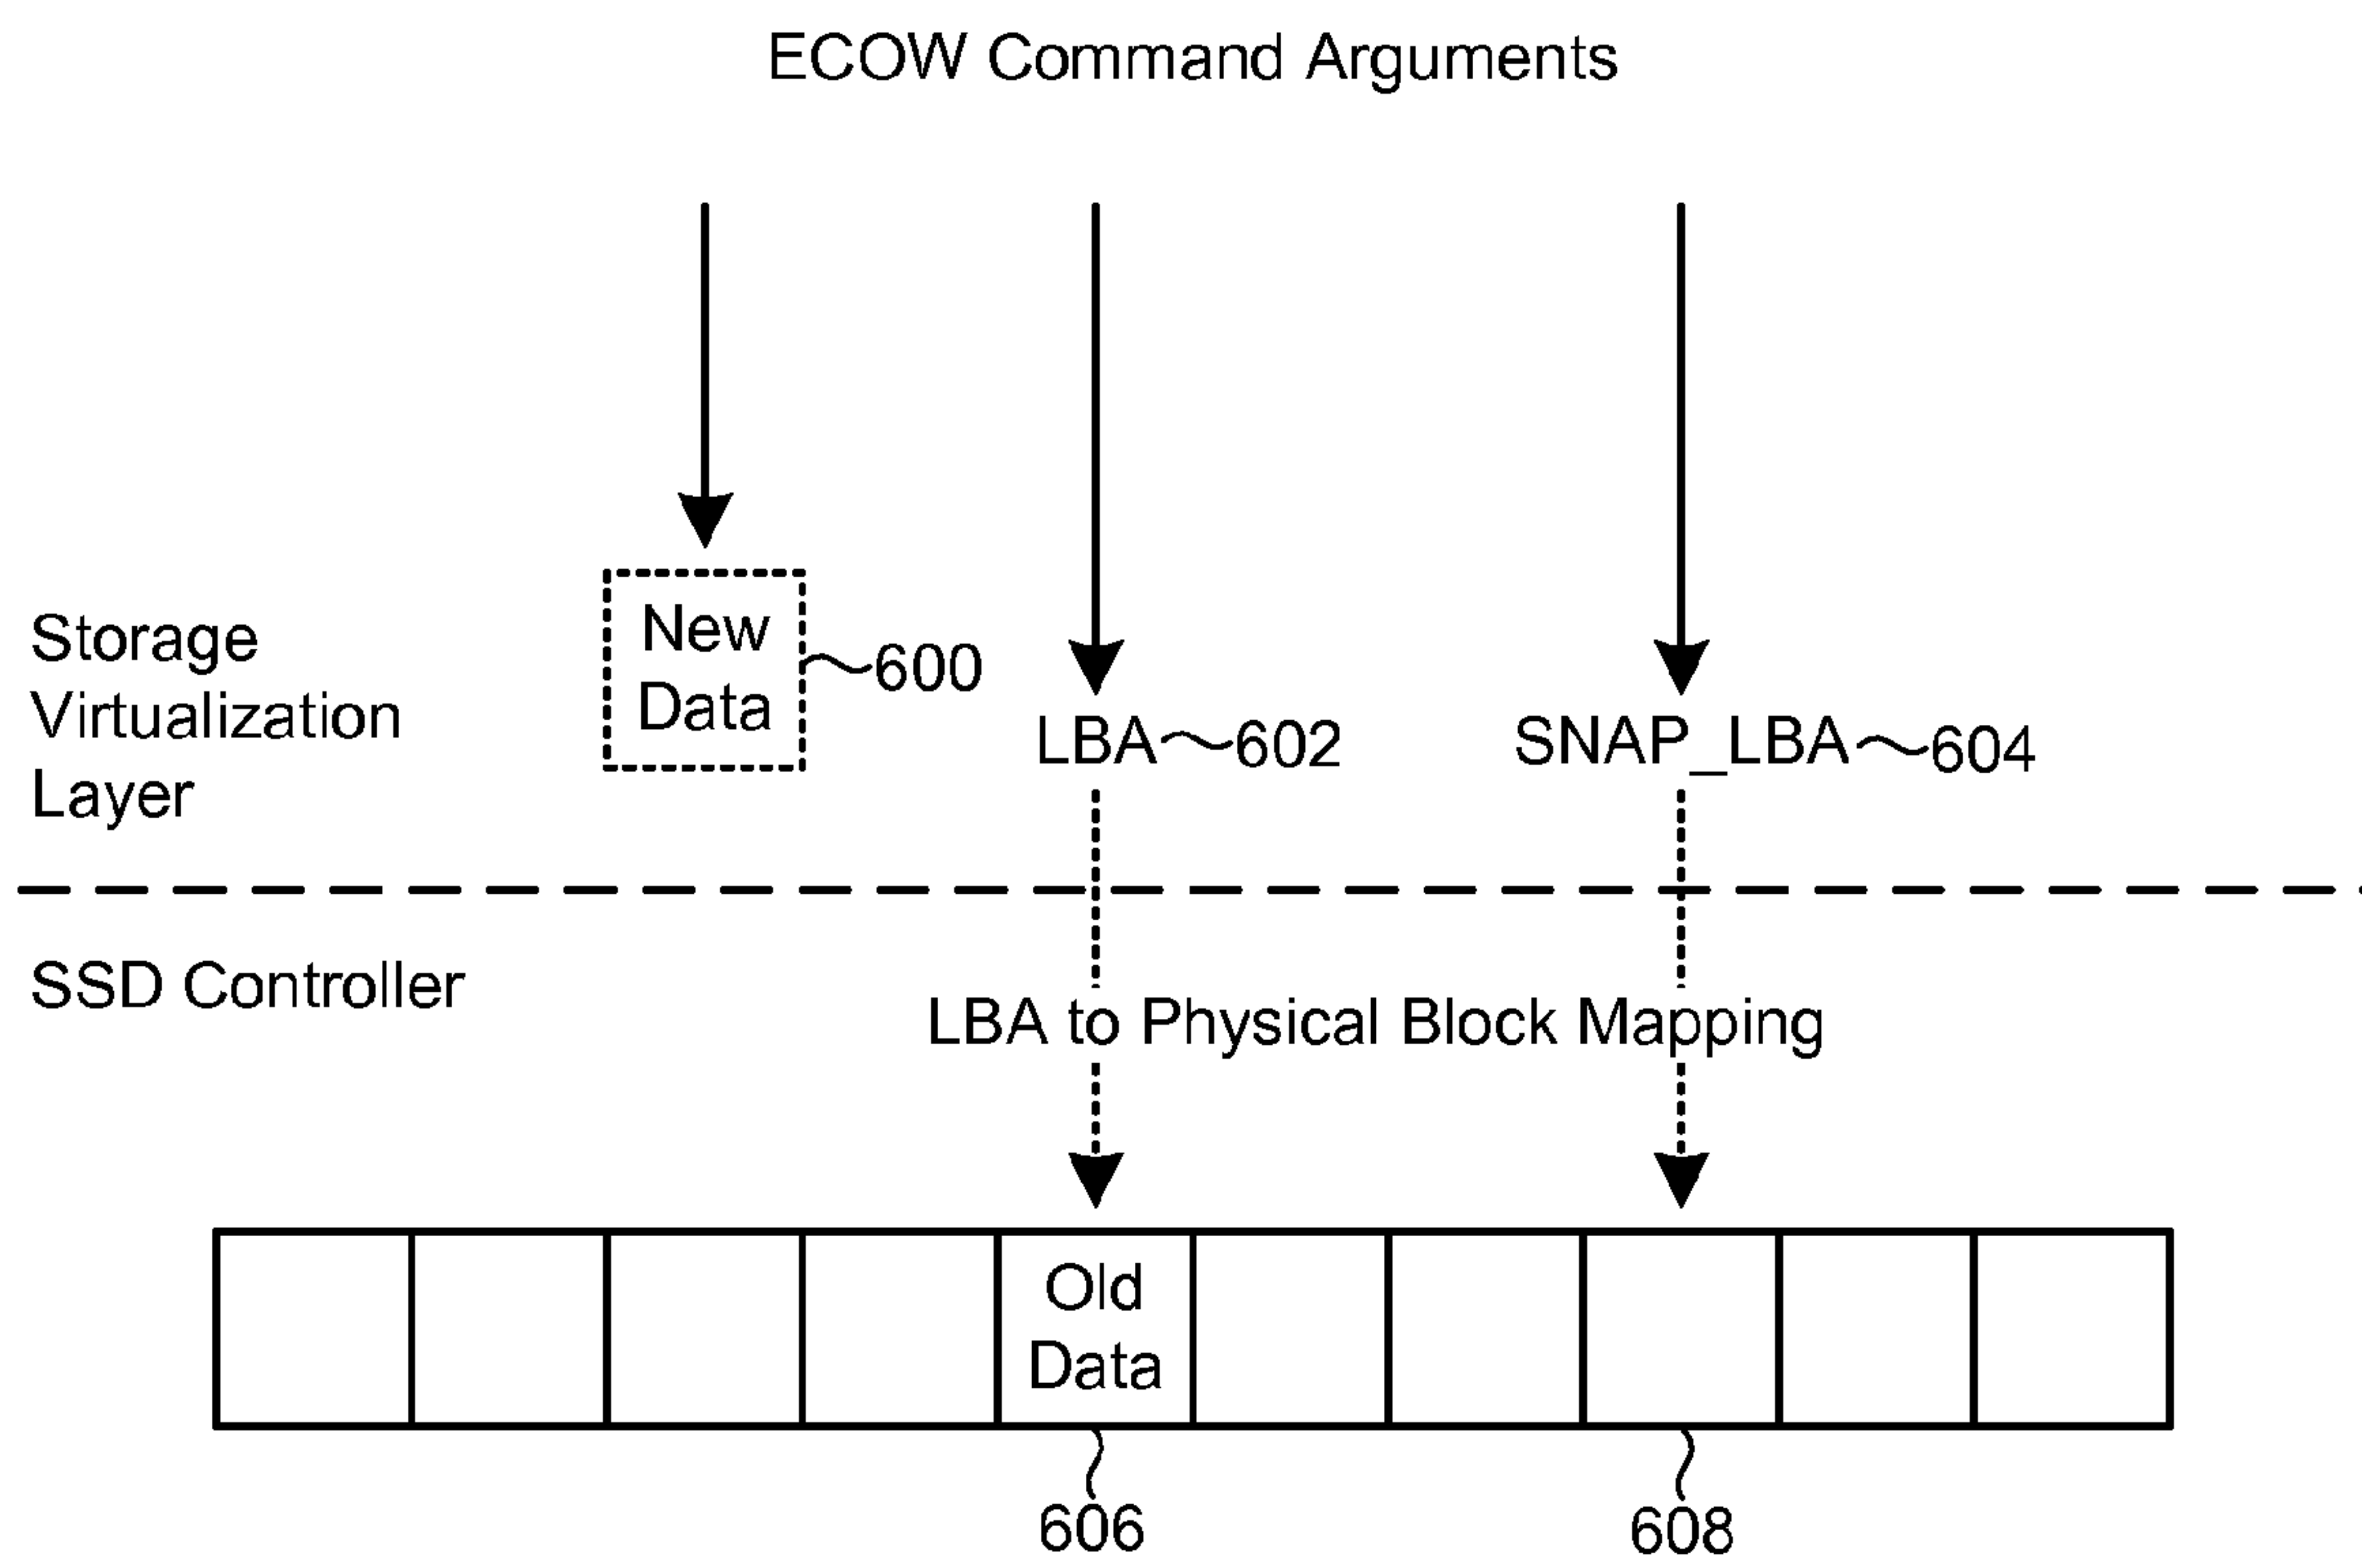 ECOW Command Arguments
New
Data
600
Storage
Virtualization
Layer
LBA 602
SNAP_LBA 604
SSD Controller
LBA to Physical Block Mapping
Old
Data
606
608